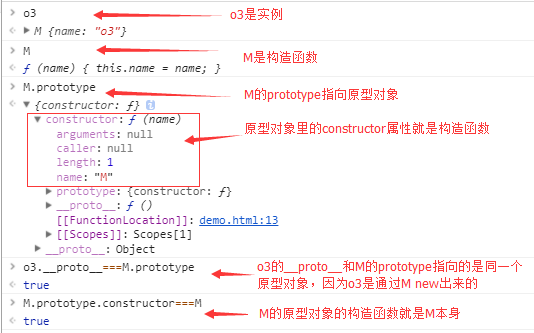 > o3 o3是实例
< ▶ M {name: "o3"}
> M M是构造函数
< ƒ (name) { this.name = name; }
> M.prototype M的prototype指向原型对象
< ▼ {constructor: ƒ} i
▼ constructor: ƒ (name)
arguments: null 原型对象里的constructor属性就是构造函数
caller: null
length: 1
name: "M"
▶ prototype: {constructor: ƒ}
▶ __proto__: ƒ ()
[[FunctionLocation]]: demo.html:13
▶ [[Scopes]]: Scopes[1]
▶ __proto__: Object
> o3.__proto__===M.prototype o3的__proto__和M的prototype指向的是同一个
< true 原型对象，因为o3是通过M new出来的
> M.prototype.constructor===M M的原型对象的构造函数就是M本身
< true